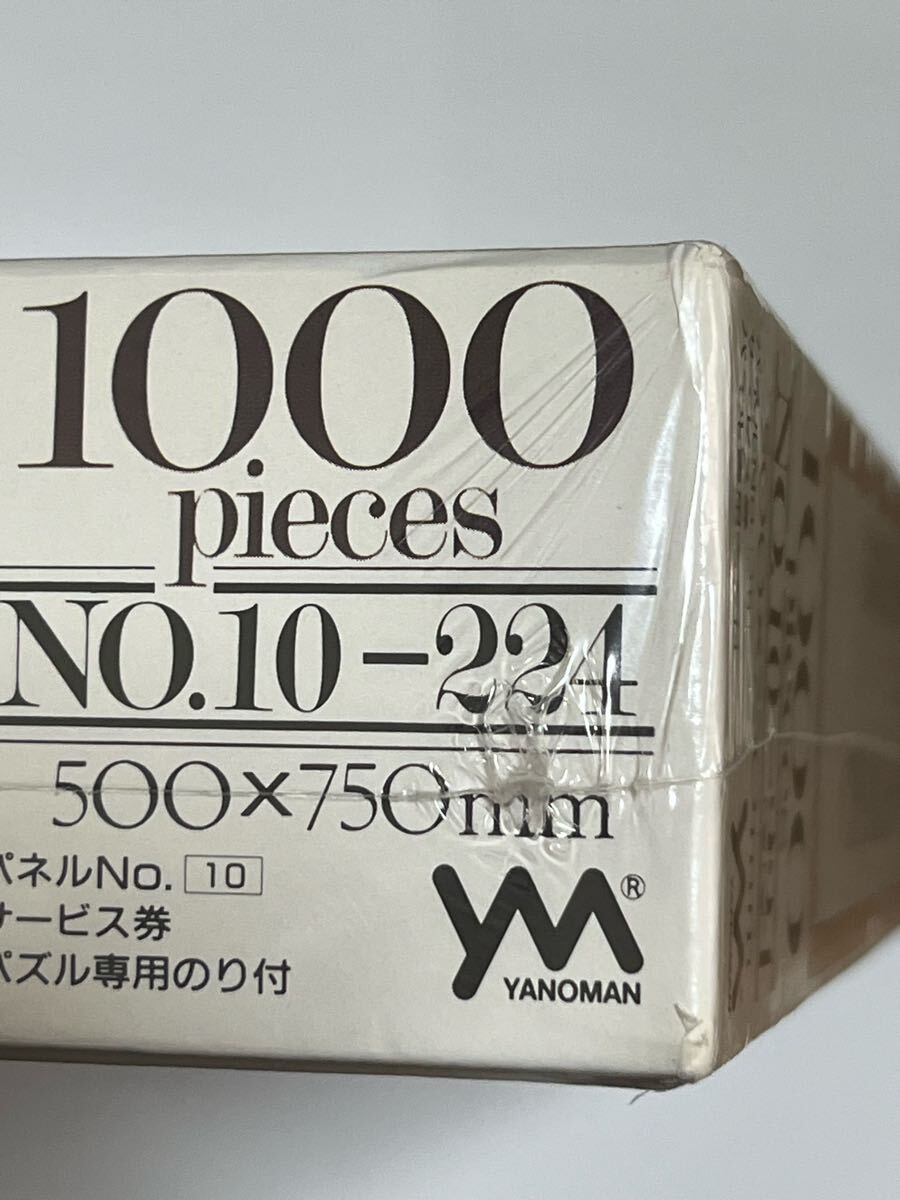 1000
pieces
NO.10-224
500×750mm
パネルNo. 10
サービス券
パズル専用のり付
YM®
YANOMAN